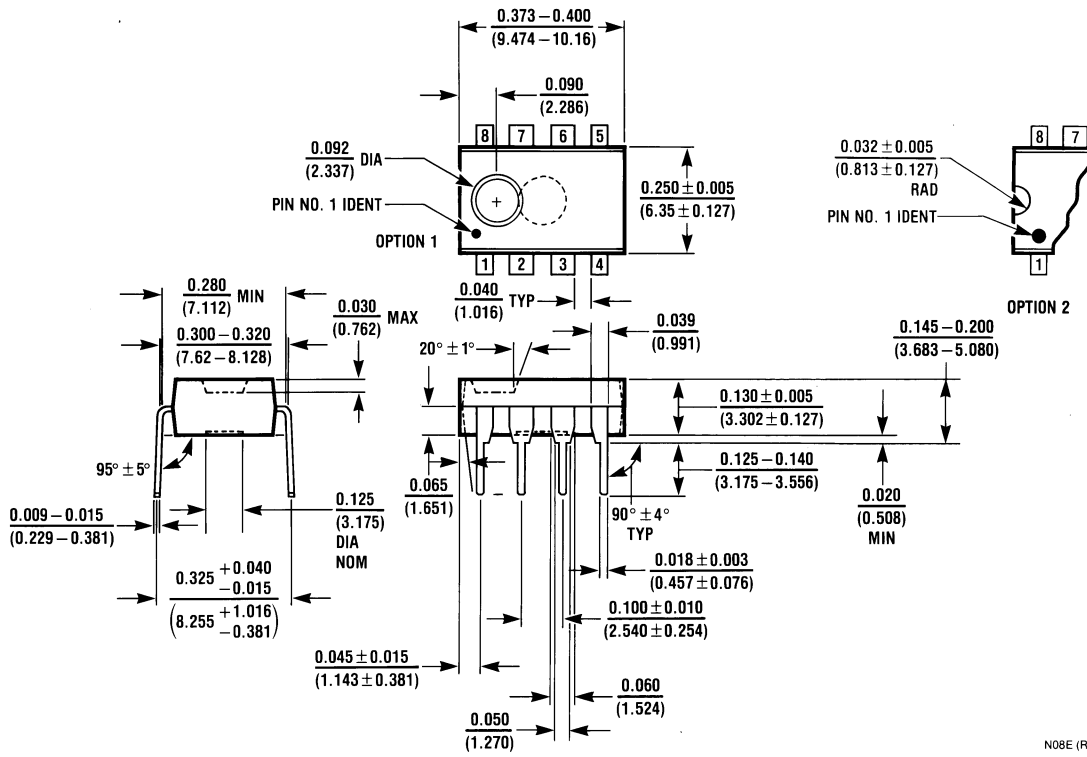 0.373 – 0.400
(9.474 – 10.16)
0.090
(2.286)
8 7 6 5
0.092 DIA
(2.337)
PIN NO. 1 IDENT
OPTION 1
0.250 ± 0.005
(6.35 ± 0.127)
1 2 3 4
8 7
0.032 ± 0.005
(0.813 ± 0.127)
RAD
PIN NO. 1 IDENT
1
OPTION 2
0.280 MIN
(7.112)
0.300 – 0.320
(7.62 – 8.128)
0.030 MAX
(0.762)
0.040 TYP
(1.016)
0.039
(0.991)
20° ± 1°
0.145 – 0.200
(3.683 – 5.080)
0.130 ± 0.005
(3.302 ± 0.127)
0.125 – 0.140
(3.175 – 3.556)
0.020
(0.508)
MIN
95° ± 5°
0.009 – 0.015
(0.229 – 0.381)
0.125
(3.175)
DIA
NOM
0.065
(1.651)
90° ± 4°
TYP
0.018 ± 0.003
(0.457 ± 0.076)
0.325 +0.040 −0.015
(8.255 +1.016 −0.381)
0.100 ± 0.010
(2.540 ± 0.254)
0.045 ± 0.015
(1.143 ± 0.381)
0.060
(1.524)
0.050
(1.270)
N08E (R